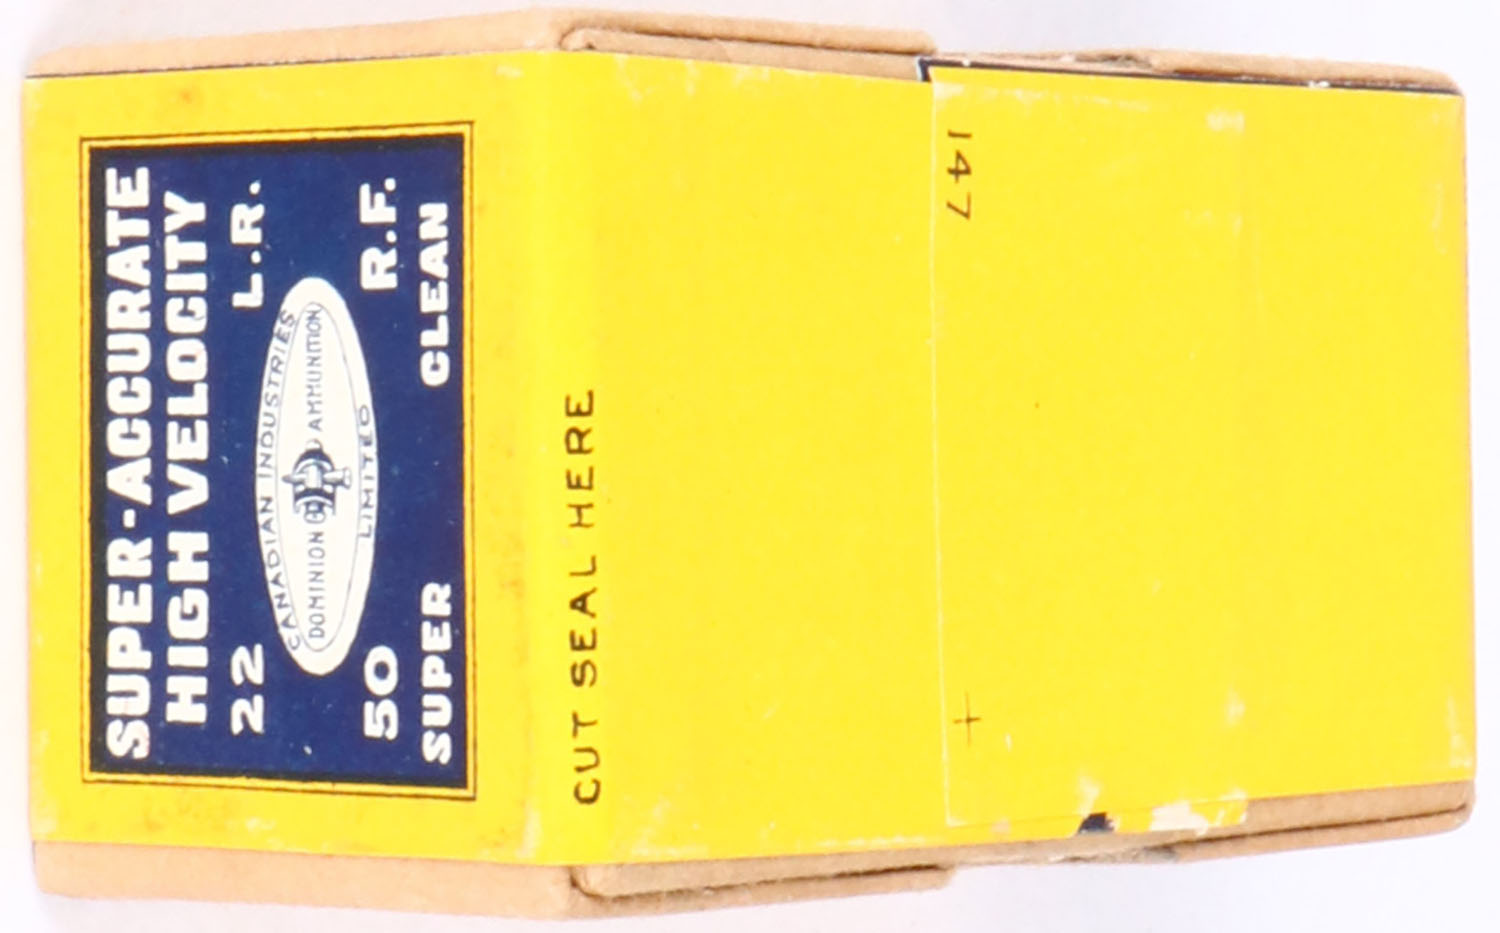 SUPER-ACCURATE
HIGH VELOCITY
22 L.R.
CANADIAN INDUSTRIES
DOMINION AMMUNITION
LIMITED
50 R.F.
SUPER CLEAN
CUT SEAL HERE
147
+